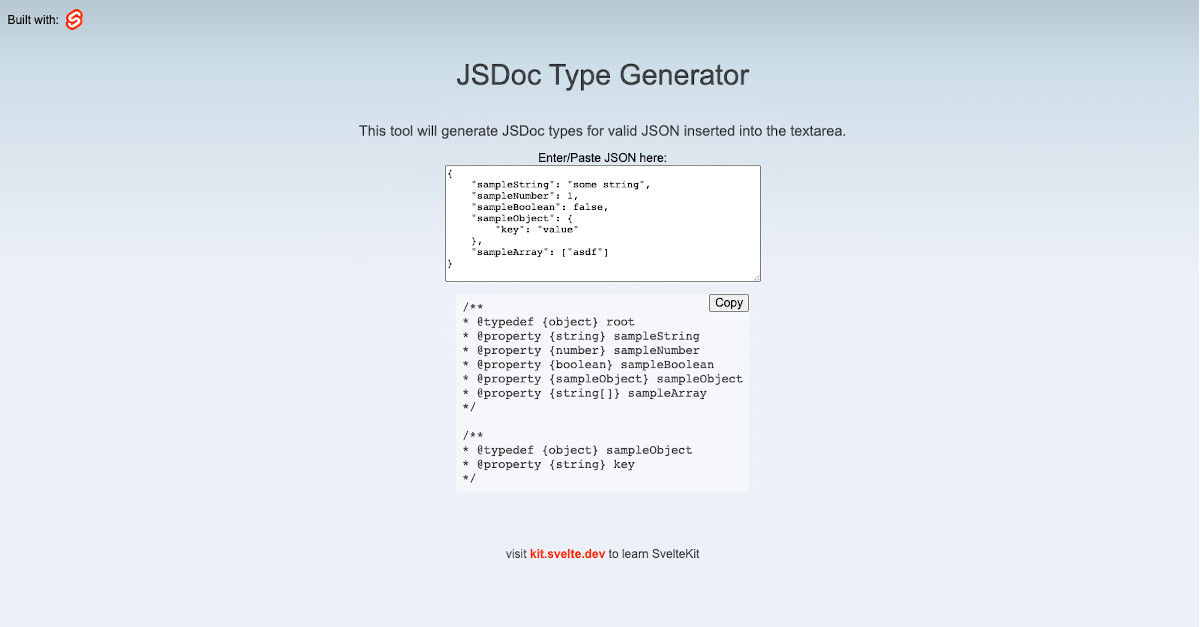 Built with:
JSDoc Type Generator
This tool will generate JSDoc types for valid JSON inserted into the textarea.
Enter/Paste JSON here:
{
    "sampleString": "some string",
    "sampleNumber": 1,
    "sampleBoolean": false,
    "sampleObject": {
        "key": "value"
    },
    "sampleArray": ["asdf"]
}
Copy
/**
* @typedef {object} root
* @property {string} sampleString
* @property {number} sampleNumber
* @property {boolean} sampleBoolean
* @property {sampleObject} sampleObject
* @property {string[]} sampleArray
*/
/**
* @typedef {object} sampleObject
* @property {string} key
*/
visit kit.svelte.dev to learn SvelteKit